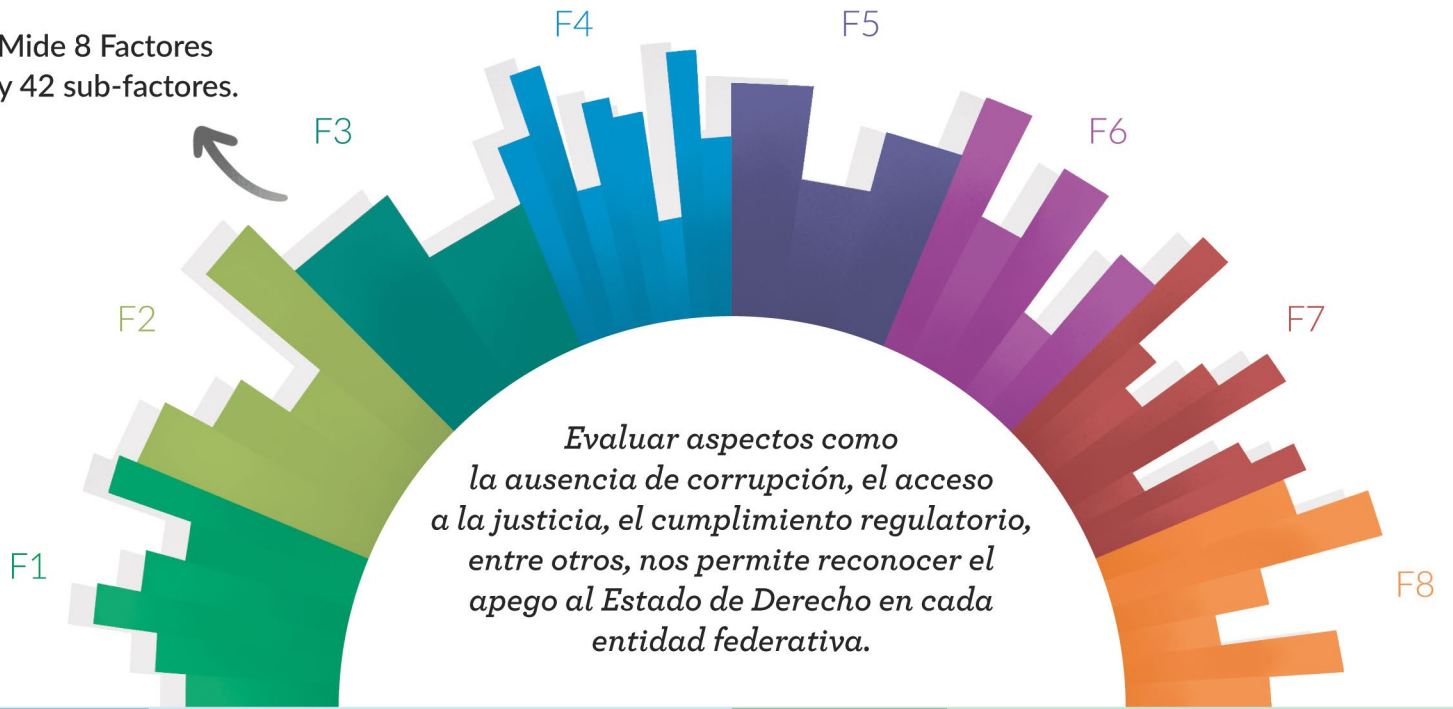 Mide 8 Factores
y 42 sub-factores.
F1
F2
F3
F4
F5
F6
F7
F8
Evaluar aspectos como
la ausencia de corrupción, el acceso
a la justicia, el cumplimiento regulatorio,
entre otros, nos permite reconocer el
apego al Estado de Derecho en cada
entidad federativa.